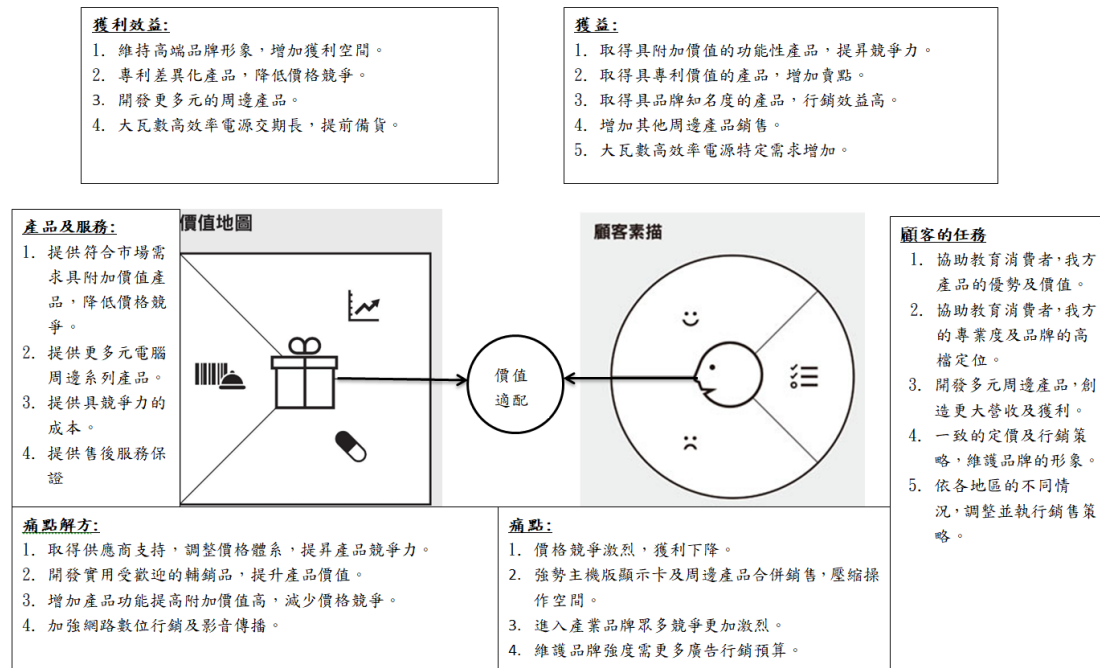 獲利效益:
1. 維持高端品牌形象，增加獲利空間。
2. 專利差異化產品，降低價格競爭。
3. 開發更多元的周邊產品。
4. 大瓦數高效率電源交期長，提前備貨。
獲益:
1. 取得具附加價值的功能性產品，提昇競爭力。
2. 取得具專利價值的產品，增加賣點。
3. 取得具品牌知名度的產品，行銷效益高。
4. 增加其他周邊產品銷售。
5. 大瓦數高效率電源特定需求增加。
產品及服務:
1. 提供符合市場需
求具附加價值產
品，降低價格競
爭。
2. 提供更多元電腦
周邊系列產品。
3. 提供具競爭力的
成本。
4. 提供售後服務保
證
價值地圖
價值
適配
顧客素描
顧客的任務
1. 協助教育消費者，我方
產品的優勢及價值。
2. 協助教育消費者，我方
的專業度及品牌的高
檔定位。
3. 開發多元周邊產品，創
造更大營收及獲利。
4. 一致的定價及行銷策
略，維護品牌的形象。
5. 依各地區的不同情
況，調整並執行銷售策
略。
痛點解方:
1. 取得供應商支持，調整價格體系，提昇產品競爭力。
2. 開發實用受歡迎的輔銷品，提升產品價值。
3. 增加產品功能提高附加價值高，減少價格競爭。
4. 加強網路數位行銷及影音傳播。
痛點:
1. 價格競爭激烈，獲利下降。
2. 強勢主機版顯示卡及周邊產品合併銷售，壓縮操
作空間。
3. 進入產業品牌眾多競爭更加激烈。
4. 維護品牌強度需更多廣告行銷預算。